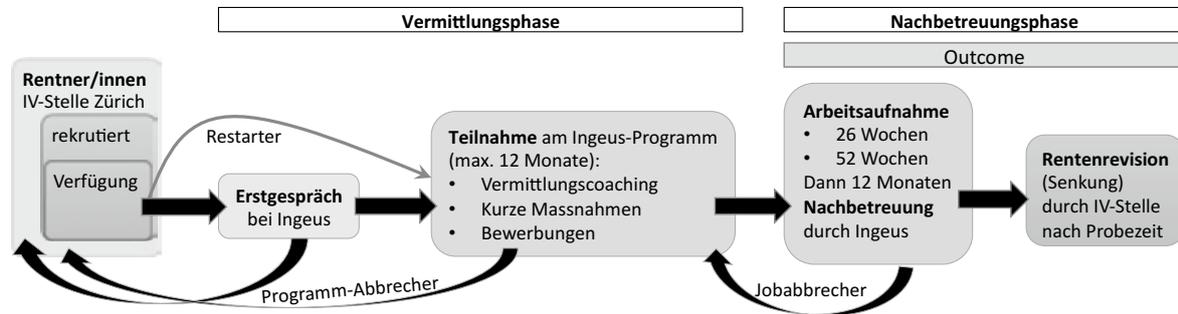 Vermittlungsphase
Nachbetreuungsphase
Outcome
Rentner/innen
IV-Stelle Zürich
rekrutiert
Verfügung
Restarter
Erstgespräch
bei Ingeus
Teilnahme am Ingeus-Programm
(max. 12 Monate):
• Vermittlungscoaching
• Kurze Massnahmen
• Bewerbungen
Arbeitsaufnahme
• 26 Wochen
• 52 Wochen
Dann 12 Monaten
Nachbetreuung
durch Ingeus
Rentenrevision
(Senkung)
durch IV-Stelle
nach Probezeit
Programm-Abbrecher
Jobabbrecher